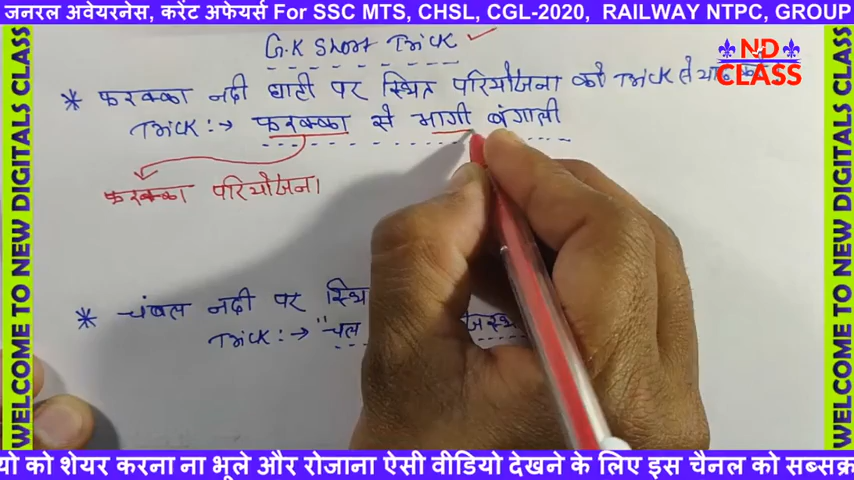 जनरल अवेयरनेस, करेंट अफेयर्स For SSC MTS, CHSL, CGL-2020, RAILWAY NTPC, GROUP
ND CLASS
G.K Short Trick
* फरक्का नदी घाटी पर स्थित परियोजना को Trick से
Trick :→ फरक्का से भागी बंगाली
फरक्का परियोजना
* चंबल नदी पर
Trick :→ "चल
WELCOME TO NEW DIGITALS CLASS
WELCOME TO NEW DIGITALS CLASS
यो को शेयर करना ना भूले और रोजाना ऐसी वीडियो देखने के लिए इस चैनल को सब्सक्रा